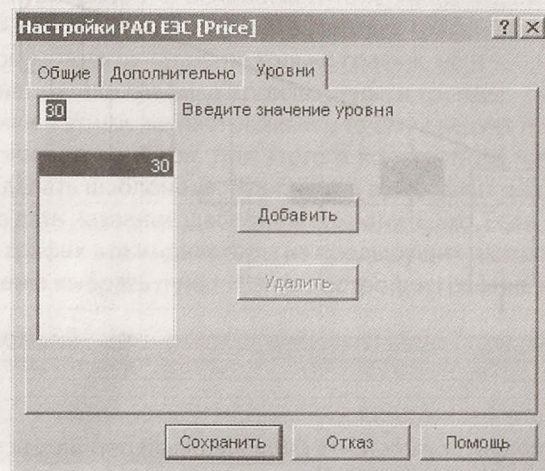 Настройки РАО ЕЭС [Price]
Общие Дополнительно Уровни
30 Введите значение уровня
30
Добавить
Удалить
Сохранить Отказ Помощь